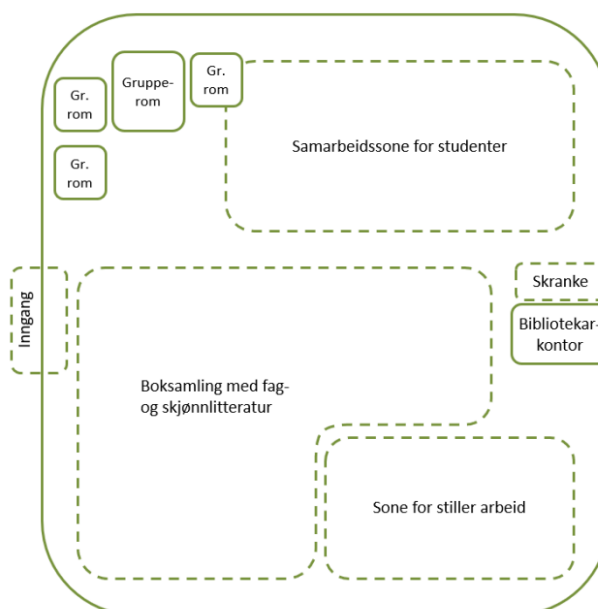 Gr.
rom
Gruppe-
rom
Gr.
rom
Gr.
rom
Samarbeidssone for studenter
Inngang
Skranke
Bibliotekar-
kontor
Boksamling med fag-
og skjønnlitteratur
Sone for stiller arbeid